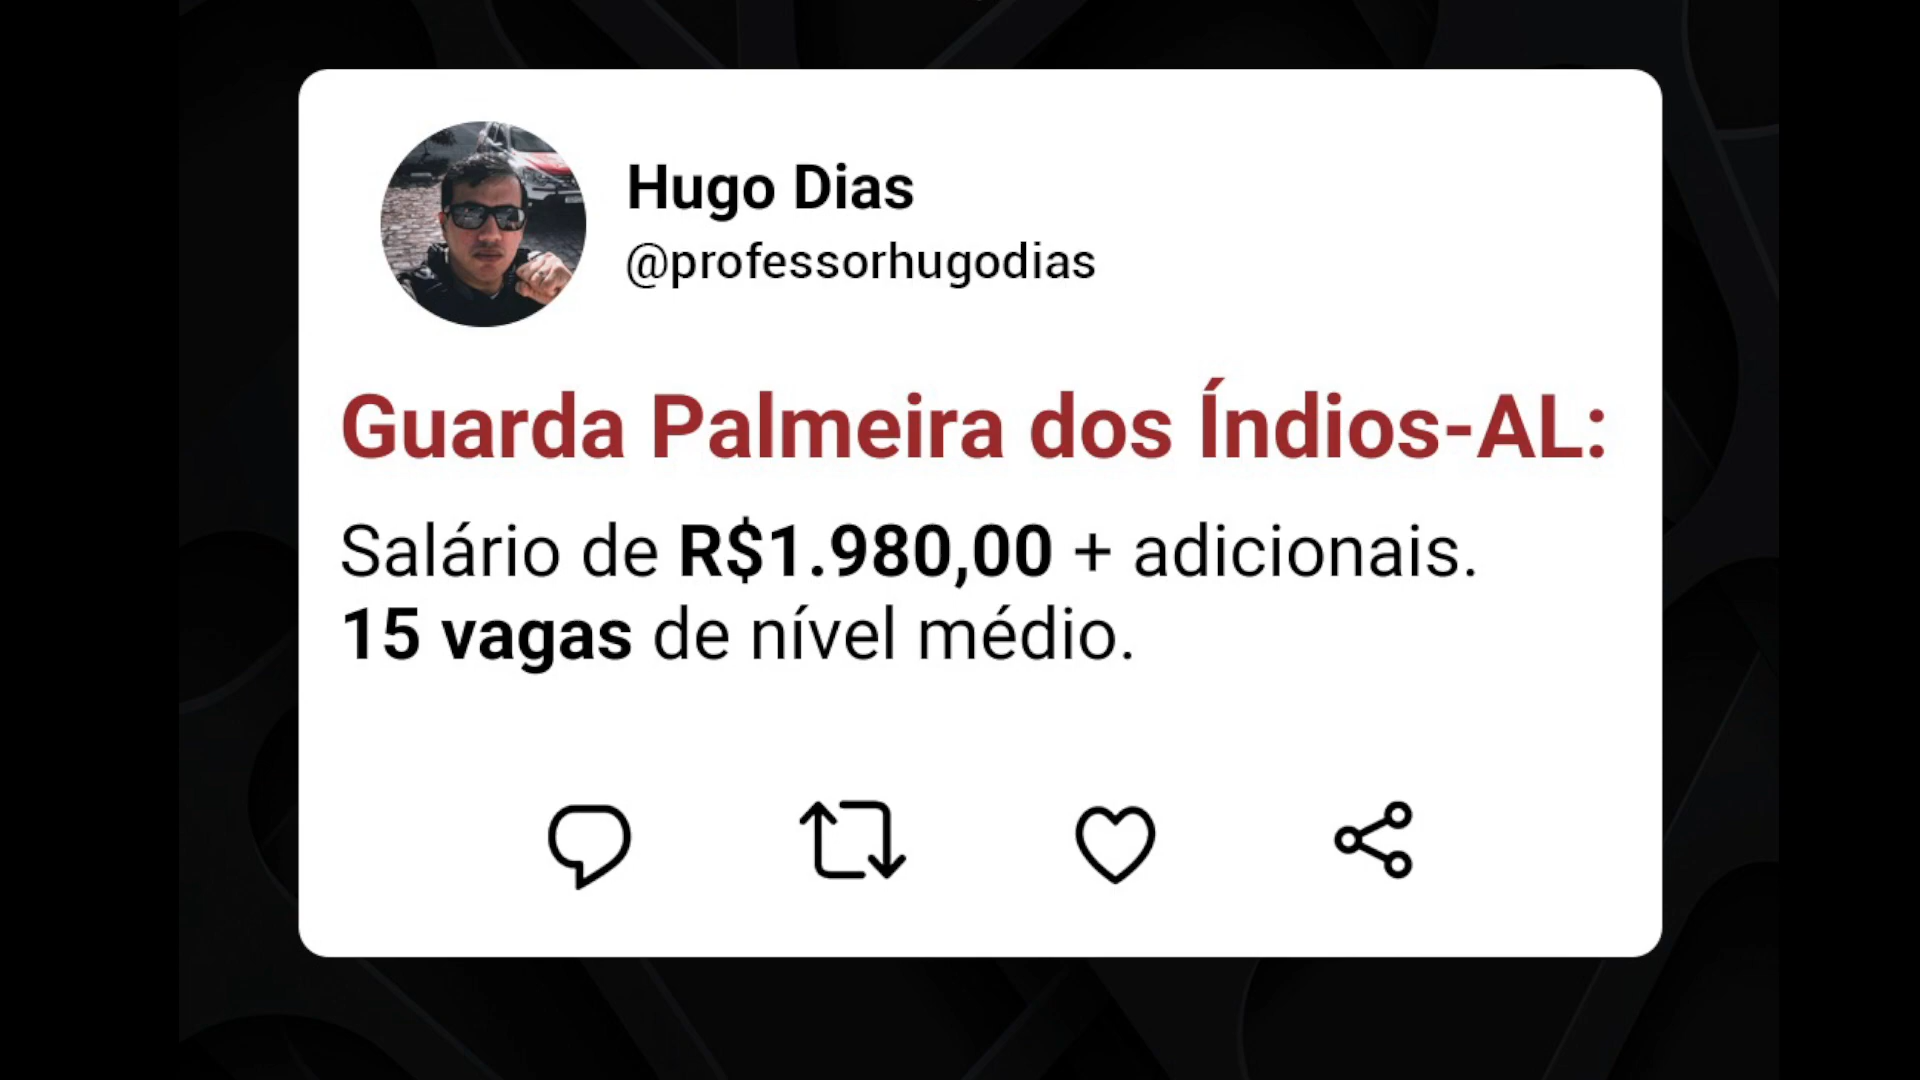 Hugo Dias
@professorhugodias
Guarda Palmeira dos Índios-AL:
Salário de R$1.980,00 + adicionais.
15 vagas de nível médio.